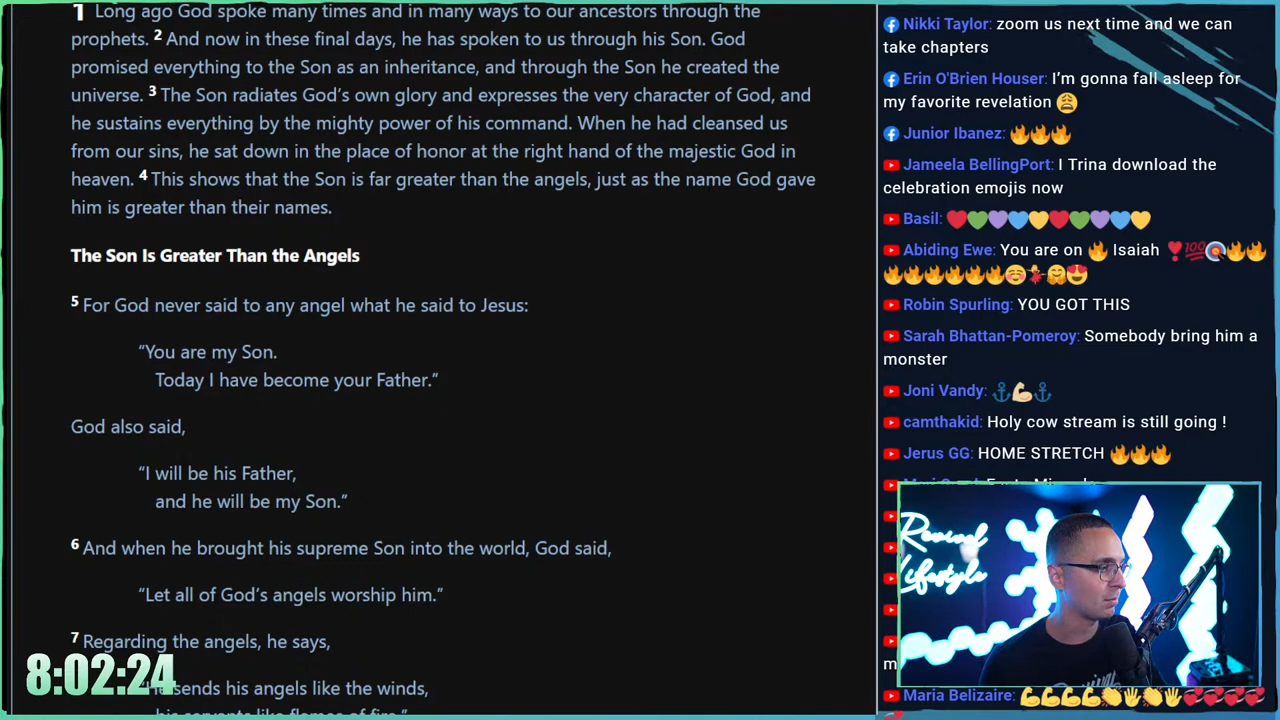 1 Long ago God spoke many times and in many ways to our ancestors through the
prophets. 2 And now in these final days, he has spoken to us through his Son. God
promised everything to the Son as an inheritance, and through the Son he created the
universe. 3 The Son radiates God’s own glory and expresses the very character of God, and
he sustains everything by the mighty power of his command. When he had cleansed us
from our sins, he sat down in the place of honor at the right hand of the majestic God in
heaven. 4 This shows that the Son is far greater than the angels, just as the name God gave
him is greater than their names.
The Son Is Greater Than the Angels
5 For God never said to any angel what he said to Jesus:
“You are my Son.
Today I have become your Father.”
God also said,
“I will be his Father,
and he will be my Son.”
6 And when he brought his supreme Son into the world, God said,
“Let all of God’s angels worship him.”
7 Regarding the angels, he says,
sends his angels like the winds,
his servants like flames of fire.”
8:02:24
Nikki Taylor: zoom us next time and we can
take chapters
Erin O'Brien Houser: I’m gonna fall asleep for
my favorite revelation 😩
Junior Ibanez: 🔥🔥🔥
Jameela BellingPort: I Trina download the
celebration emojis now
Basil: ❤️💚💜💙💛❤️💚💜💙💛
Abiding Ewe: You are on 🔥 Isaiah ❣️💯🎯🔥🔥
🔥🔥🔥🔥🔥🔥☺️💃🤗😍
Robin Spurling: YOU GOT THIS
Sarah Bhattan-Pomeroy: Somebody bring him a
monster
Joni Vandy: ⚓💪🏼⚓
camthakid: Holy cow stream is still going !
Jerus GG: HOME STRETCH 🔥🔥🔥
Revival
Lifestyle
Maria Belizaire: 💪💪💪💪👏🖐👏🖐💞💞💞💞